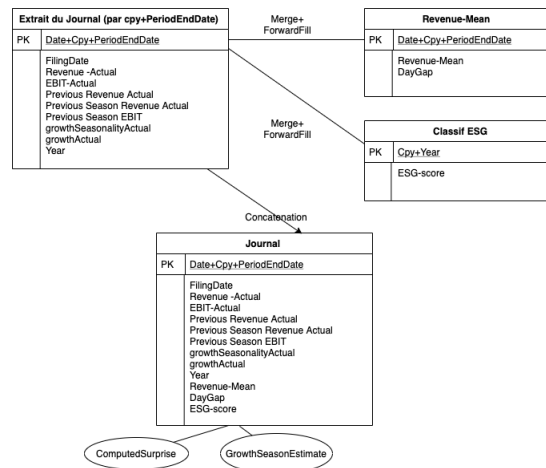 Extrait du Journal (par cpy+PeriodEndDate)
PK
Date+Cpy+PeriodEndDate
FilingDate
Revenue -Actual
EBIT-Actual
Previous Revenue Actual
Previous Season Revenue Actual
Previous Season EBIT
growthSeasonalityActual
growthActual
Year
Merge+
ForwardFill
Revenue-Mean
PK
Date+Cpy+PeriodEndDate
Revenue-Mean
DayGap
Merge+
ForwardFill
Classif ESG
PK
Cpy+Year
ESG-score
Concatenation
Journal
PK
Date+Cpy+PeriodEndDate
FilingDate
Revenue -Actual
EBIT-Actual
Previous Revenue Actual
Previous Season Revenue Actual
Previous Season EBIT
growthSeasonalityActual
growthActual
Year
Revenue-Mean
DayGap
ESG-score
ComputedSurprise
GrowthSeasonEstimate